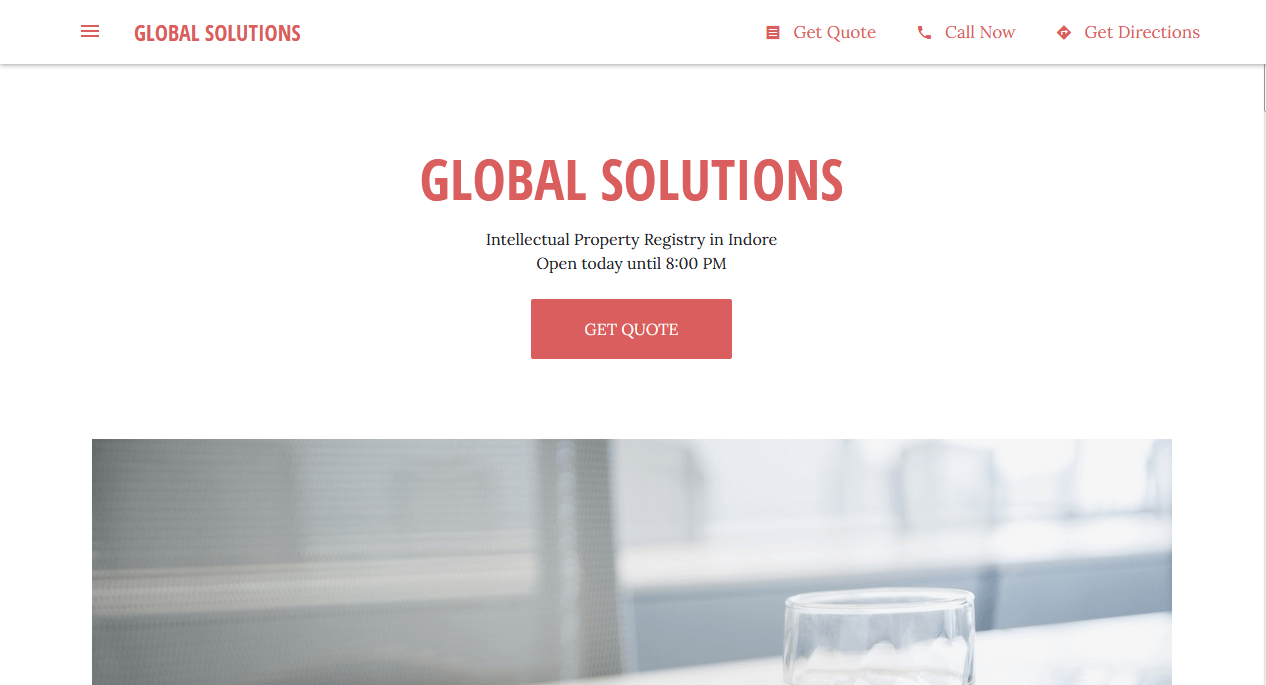 GLOBAL SOLUTIONS
Get Quote
Call Now
Get Directions
GLOBAL SOLUTIONS
Intellectual Property Registry in Indore
Open today until 8:00 PM
GET QUOTE